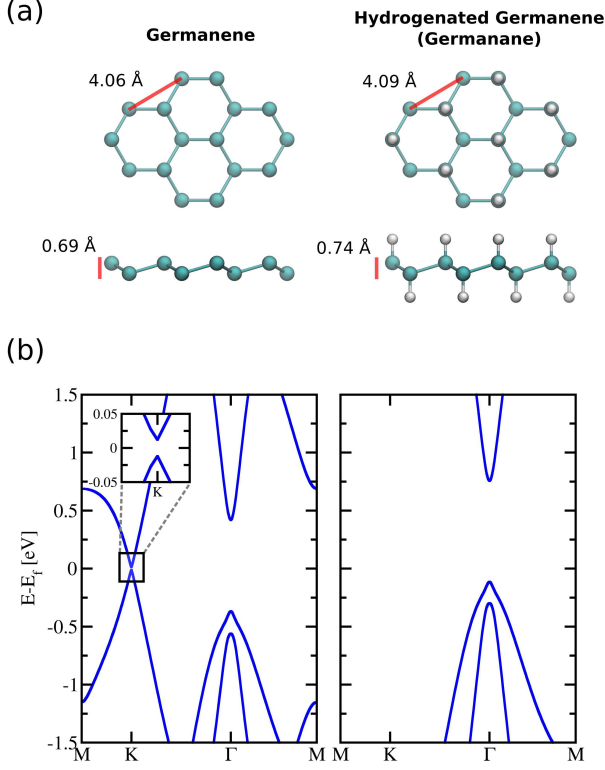 (a)
Germanene
Hydrogenated Germanene
(Germanane)
4.06 Å
4.09 Å
0.69 Å
0.74 Å
(b)
E-E_f [eV]
1.5
1
0.5
0
-0.5
-1
-1.5
0.05
0
-0.05
K
M K Γ M
M K Γ M